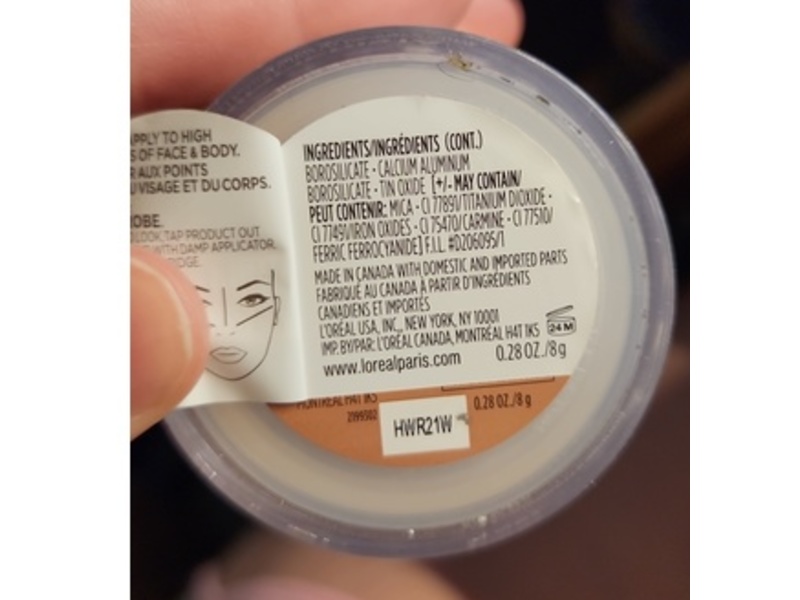 APPLY TO HIGH
S OF FACE & BODY.
R AUX POINTS
U VISAGE ET DU CORPS.
OBE.
LOOK, TAP PRODUCT OUT
WITH DAMP APPLICATOR,
INGREDIENTS/INGRÉDIENTS (CONT.)
BOROSILICATE • CALCIUM ALUMINUM
BOROSILICATE • TIN OXIDE [+/- MAY CONTAIN/
PEUT CONTENIR: MICA • CI 77891/TITANIUM DIOXIDE •
CI 77491/IRON OXIDES • CI 75470/CARMINE • CI 77510/
FERRIC FERROCYANIDE] F.I.L. #D206095/1
MADE IN CANADA WITH DOMESTIC AND IMPORTED PARTS
FABRIQUÉ AU CANADA À PARTIR D'INGRÉDIENTS
CANADIENS ET IMPORTÉS
L'ORÉAL USA, INC., NEW YORK, NY 10001
IMP. BY/PAR: L'ORÉAL CANADA, MONTRÉAL H4T 1K5
24 M
www.lorealparis.com 0.28 OZ./8 g
MONTRÉAL H4T 1K5 0.28 OZ./8 g
2199302
HWR21W